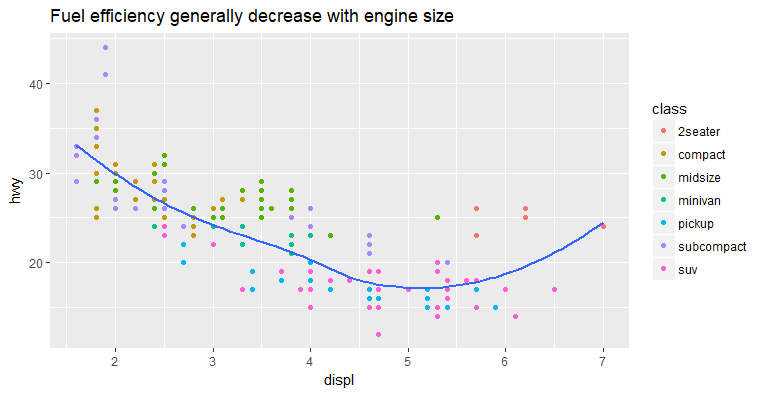 Fuel efficiency generally decrease with engine size
hwy
40
30
20
2 3 4 5 6 7
displ
class
2seater
compact
midsize
minivan
pickup
subcompact
suv